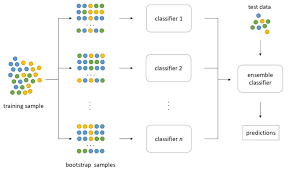 test data
classifier 1
classifier 2
ensemble
classifier
training sample
predictions
classifier n
bootstrap samples